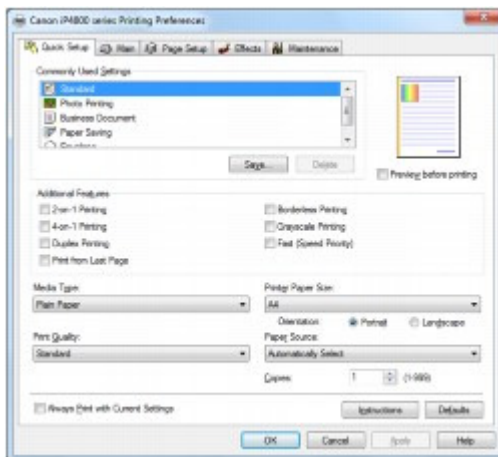 Canon iP4800 series Printing Preferences
Quick Setup Main Page Setup Effects Maintenance
Commonly Used Settings
Standard
Photo Printing
Business Document
Paper Saving
Envelope
Save... Delete
Preview before printing
Additional Features
2-on-1 Printing Borderless Printing
4-on-1 Printing Grayscale Printing
Duplex Printing Fast (Speed Priority)
Print from Last Page
Media Type: Printer Paper Size:
Plain Paper A4
Orientation: Portrait Landscape
Print Quality: Paper Source:
Standard Automatically Select
Copies: 1 (1-999)
Always Print with Current Settings Instructions Defaults
OK Cancel Apply Help